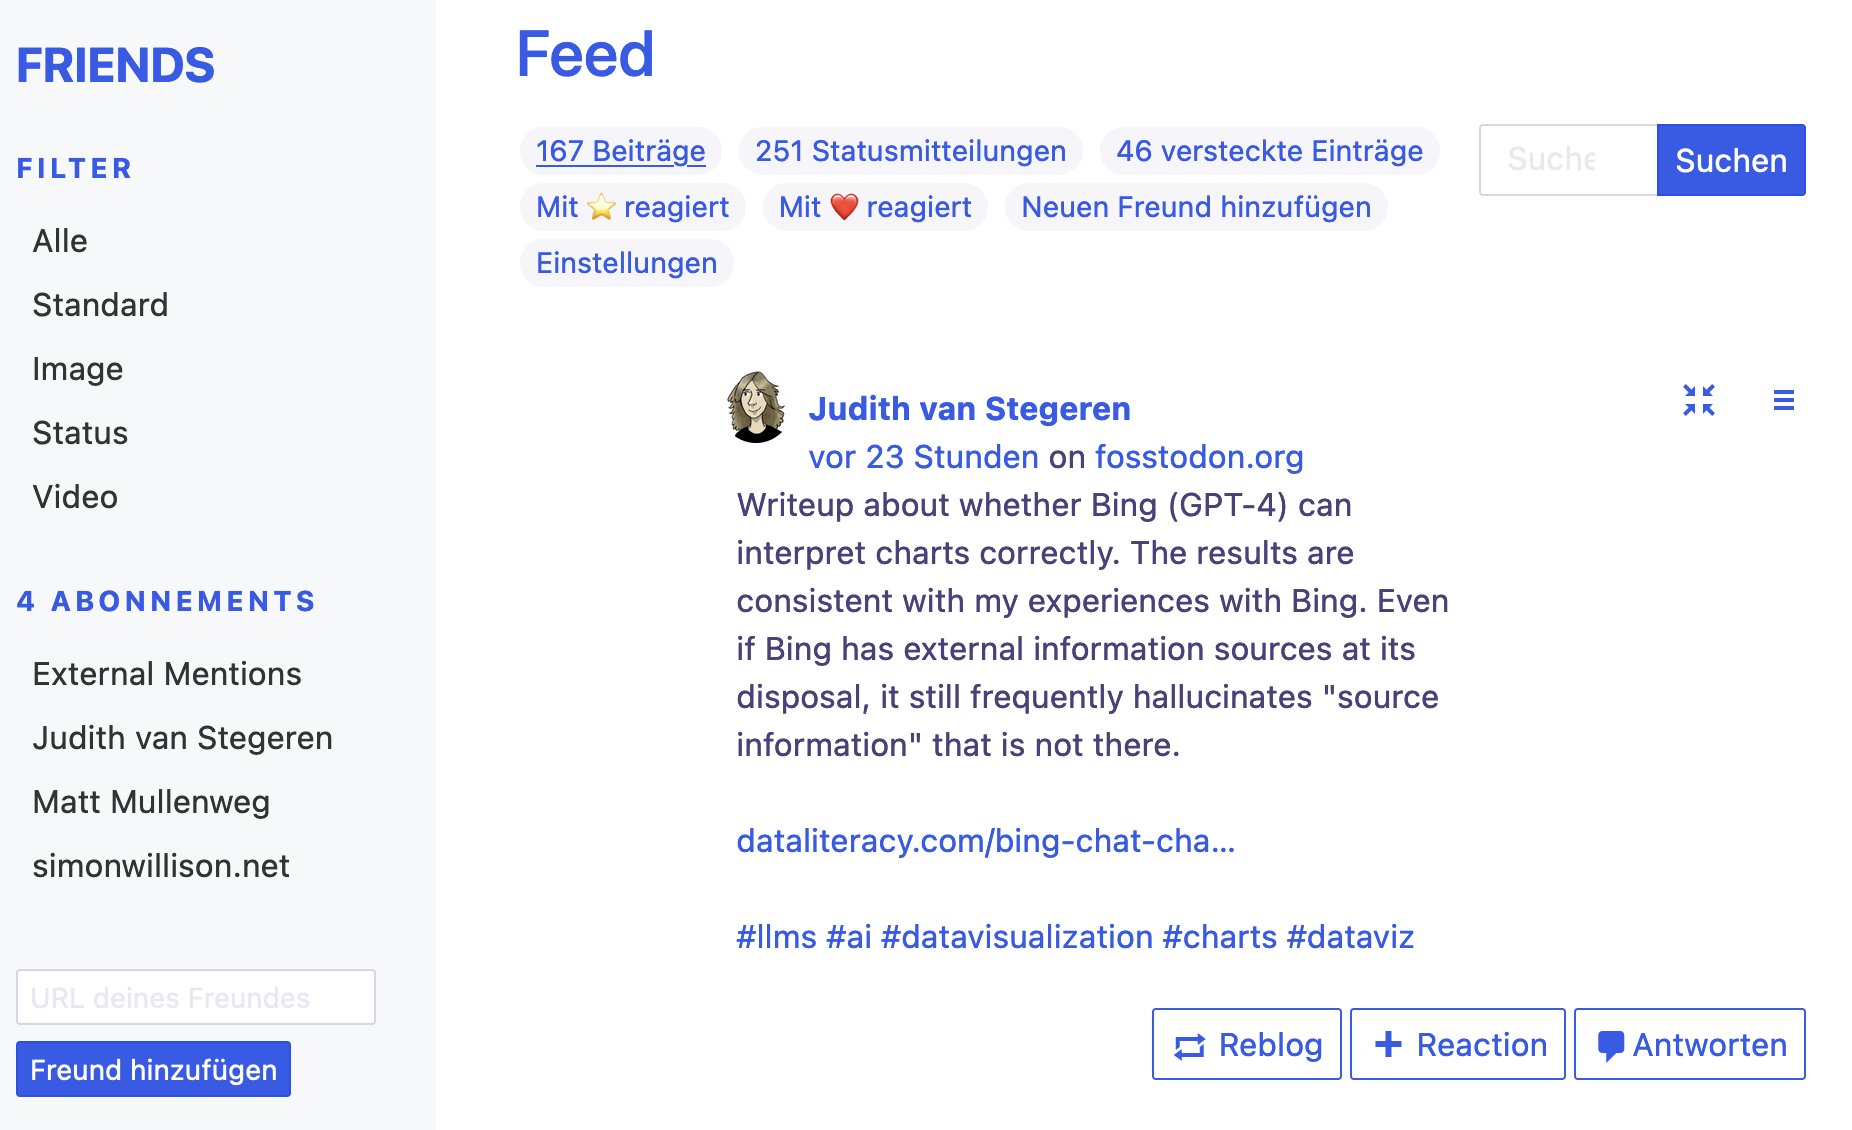 FRIENDS
FILTER
Alle
Standard
Image
Status
Video
4 ABONNEMENTS
External Mentions
Judith van Stegeren
Matt Mullenweg
simonwillison.net
URL deines Freundes
Freund hinzufügen
Feed
167 Beiträge
251 Statusmitteilungen
46 versteckte Einträge
Mit ⭐ reagiert
Mit ❤️ reagiert
Neuen Freund hinzufügen
Einstellungen
Suche
Suchen
Judith van Stegeren
vor 23 Stunden on fosstodon.org
Writeup about whether Bing (GPT-4) can
interpret charts correctly. The results are
consistent with my experiences with Bing. Even
if Bing has external information sources at its
disposal, it still frequently hallucinates "source
information" that is not there.
dataliteracy.com/bing-chat-cha...
#llms #ai #datavisualization #charts #dataviz
Reblog
Reaction
Antworten